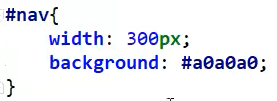 #nav{
    width: 300px;
    background: #a0a0a0;
}